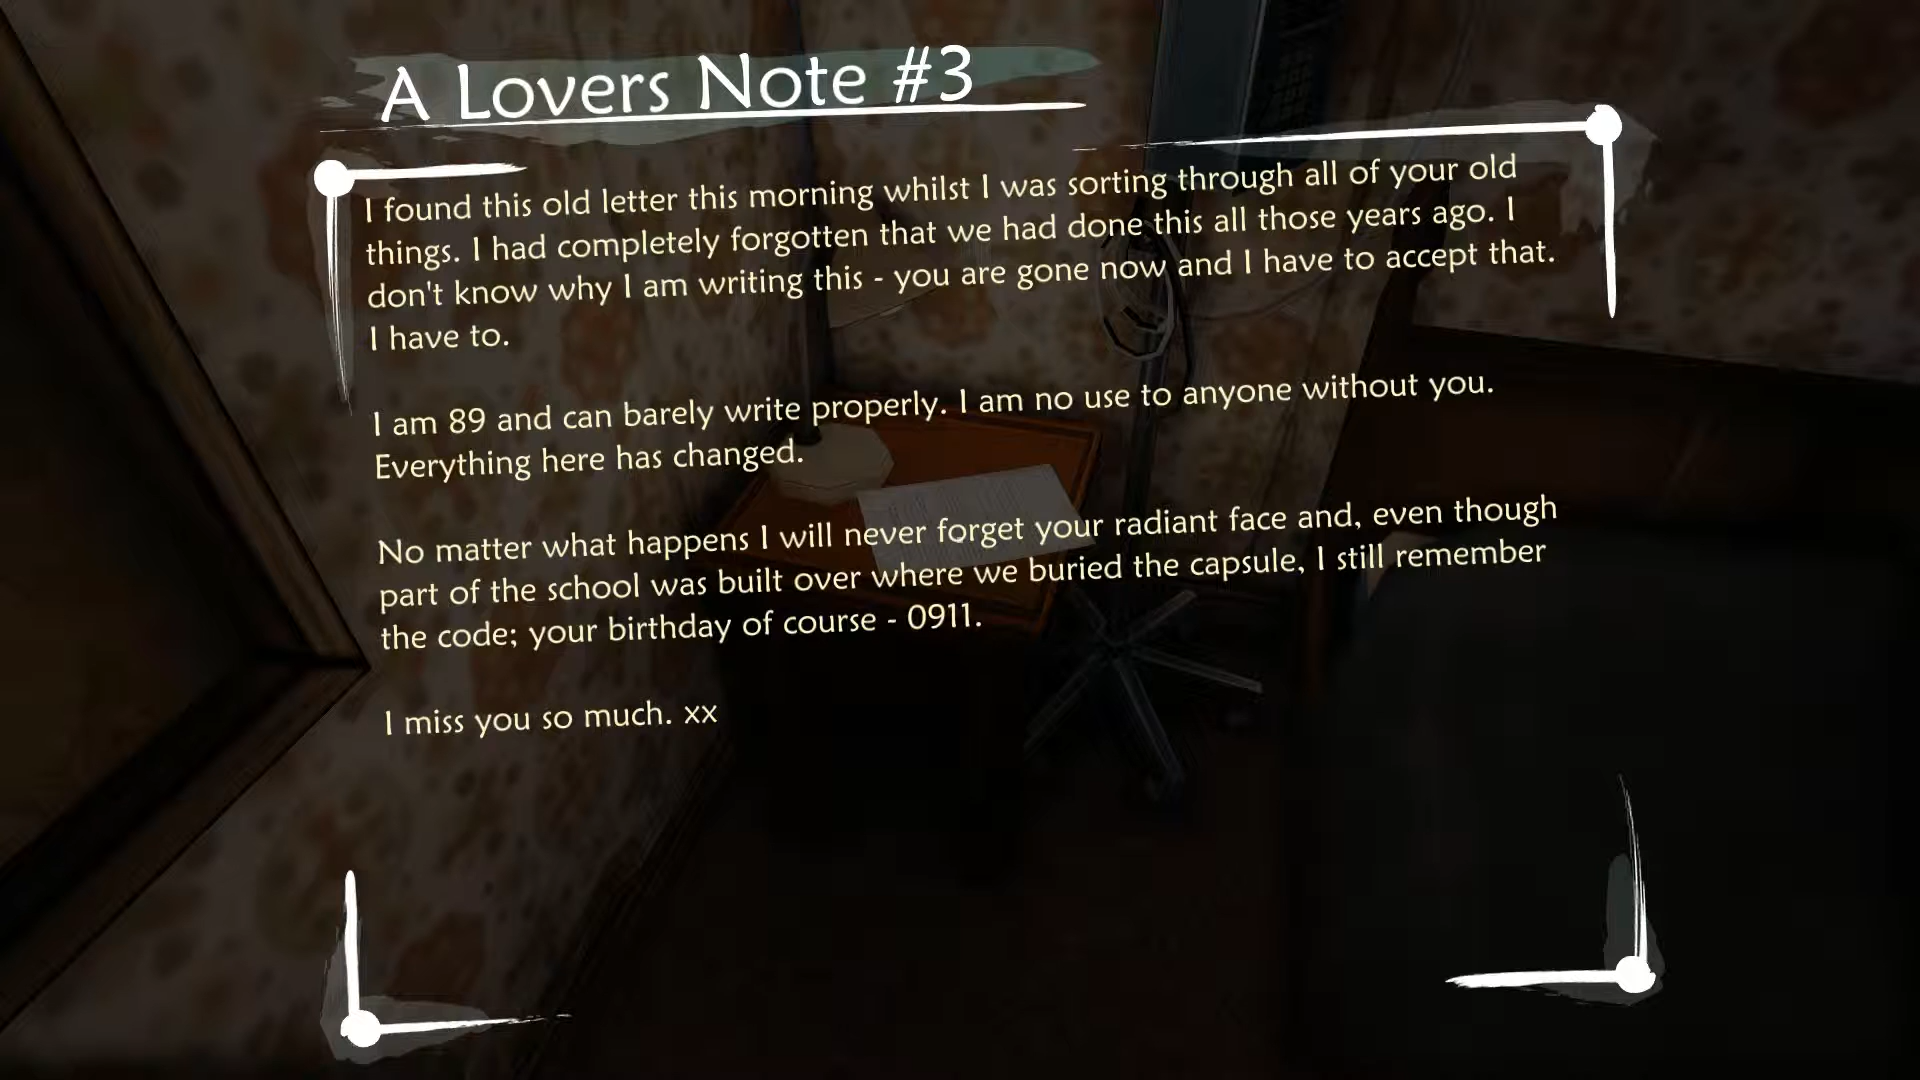 A Lovers Note #3
I found this old letter this morning whilst I was sorting through all of your old
things. I had completely forgotten that we had done this all those years ago. I
don't know why I am writing this - you are gone now and I have to accept that.
I have to.
I am 89 and can barely write properly. I am no use to anyone without you.
Everything here has changed.
No matter what happens I will never forget your radiant face and, even though
part of the school was built over where we buried the capsule, I still remember
the code; your birthday of course - 0911.
I miss you so much. xx